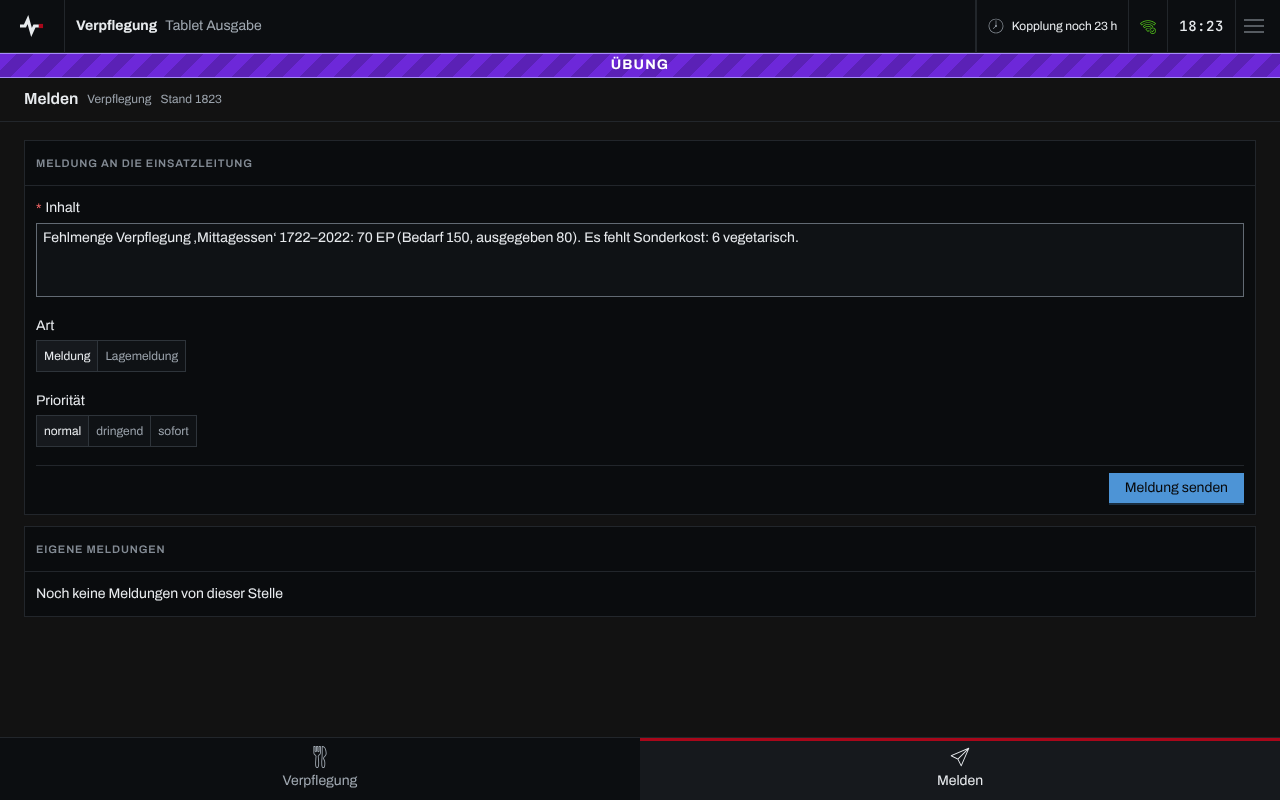 Verpflegung Tablet Ausgabe
Kopplung noch 23 h
18:23
ÜBUNG
Melden Verpflegung Stand 1823
MELDUNG AN DIE EINSATZLEITUNG
* Inhalt
Fehlmenge Verpflegung ‚Mittagessen‘ 1722–2022: 70 EP (Bedarf 150, ausgegeben 80). Es fehlt Sonderkost: 6 vegetarisch.
Art
Meldung Lagemeldung
Priorität
normal dringend sofort
Meldung senden
EIGENE MELDUNGEN
Noch keine Meldungen von dieser Stelle
Verpflegung Melden